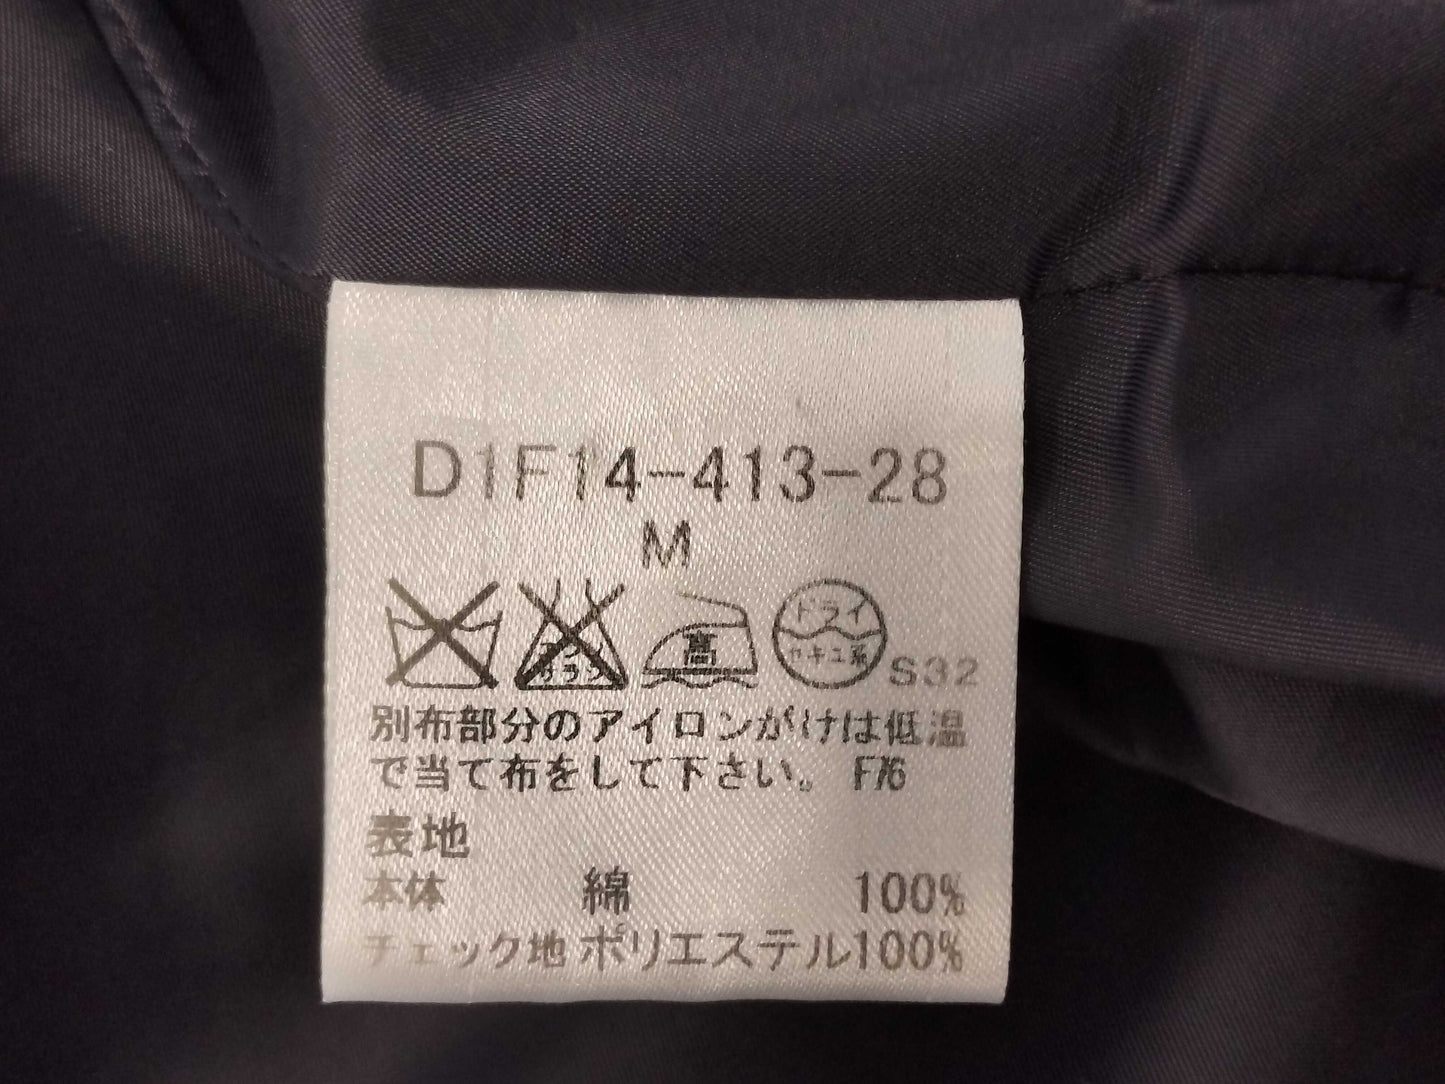 D1F14-413-28
M
高
ドライ
セキユ系
S32
別布部分のアイロンがけは低温
で当て布をして下さい。 F76
表地
本体 綿 100%
チェック地 ポリエステル100%